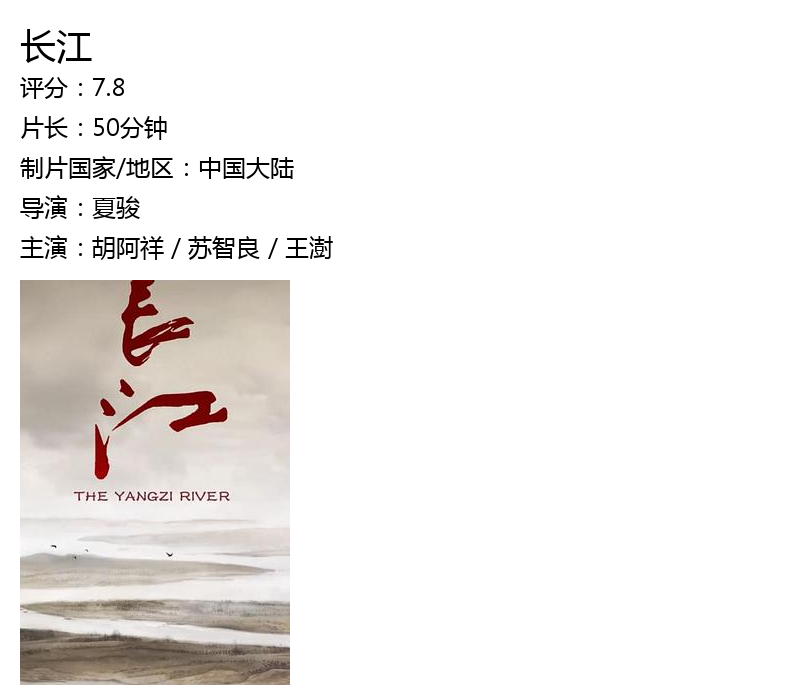 长江
评分：7.8
片长：50分钟
制片国家/地区：中国大陆
导演：夏骏
主演：胡阿祥 / 苏智良 / 王澍
長
江
THE YANGZI RIVER